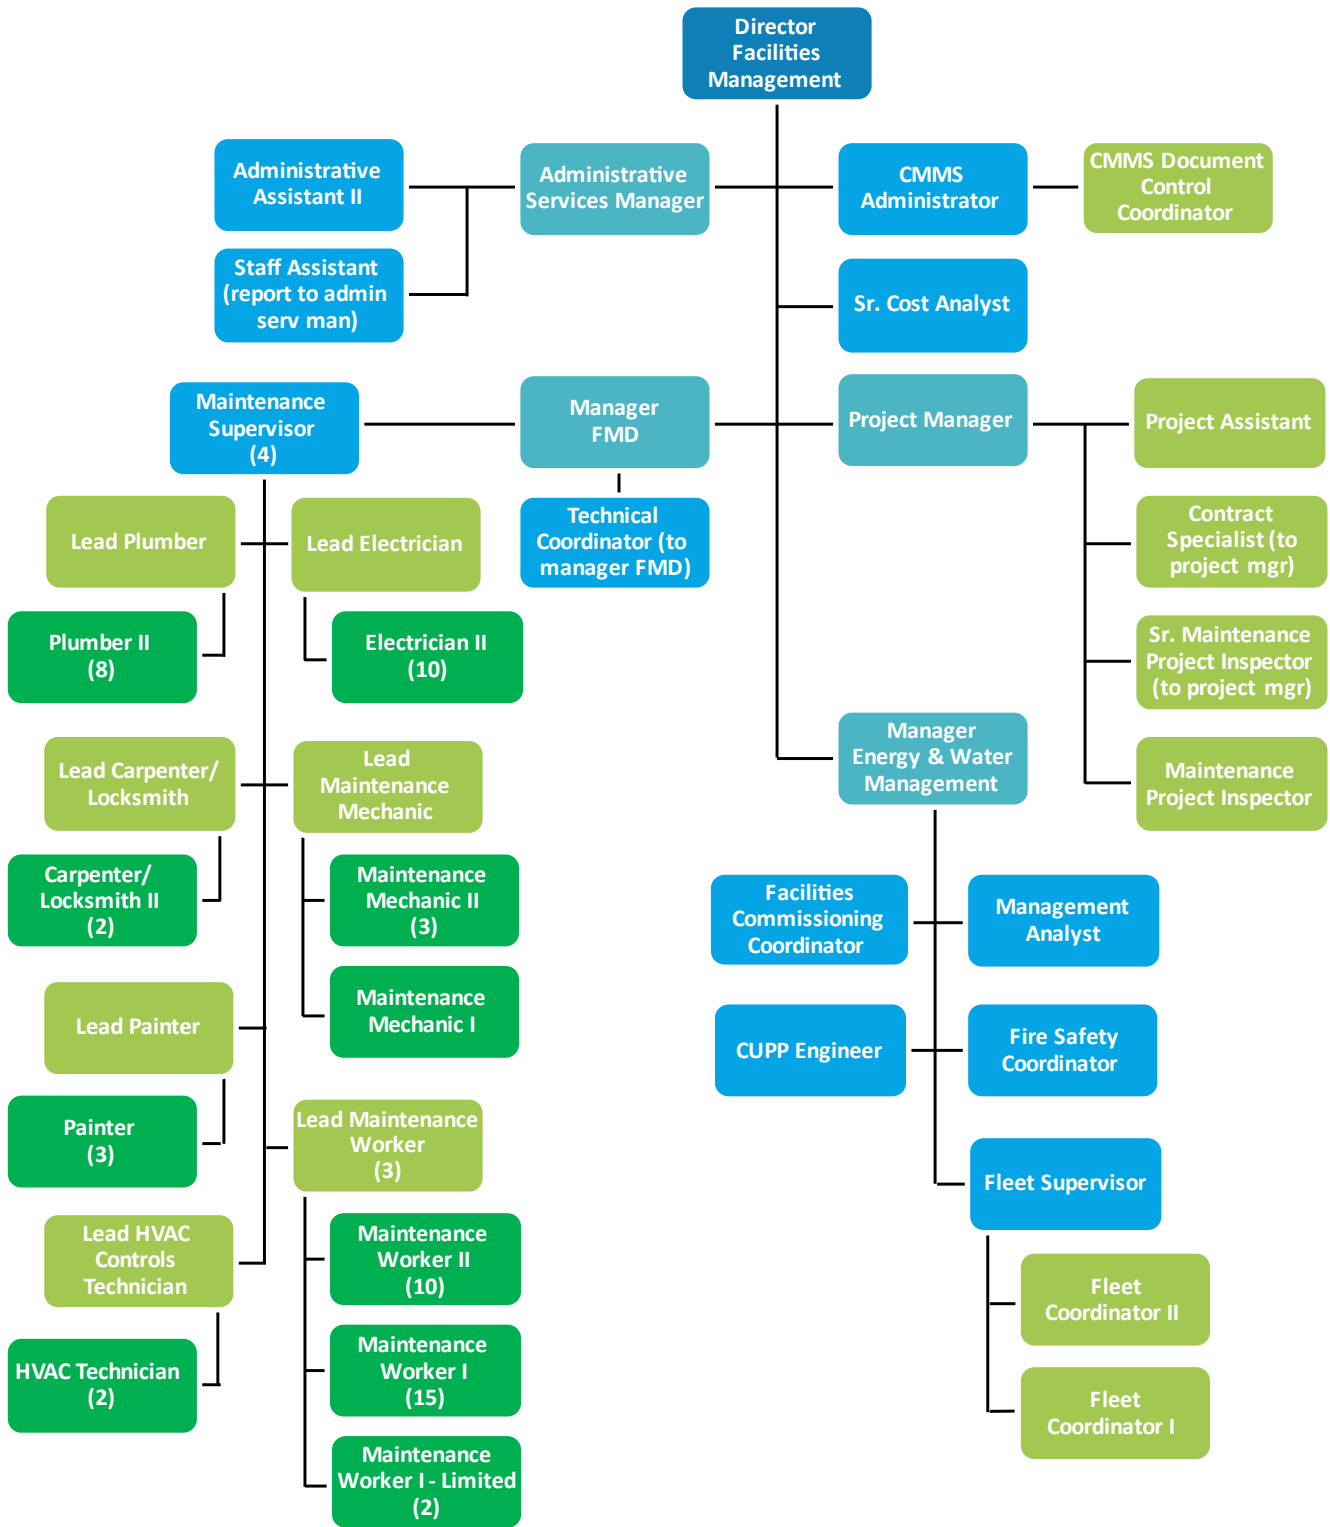 Director
Facilities
Management
Administrative
Assistant II
Administrative
Services Manager
CMMS
Administrator
CMMS Document
Control
Coordinator
Staff Assistant
(report to admin
serv man)
Sr. Cost Analyst
Maintenance
Supervisor
(4)
Manager
FMD
Project Manager
Project Assistant
Technical
Coordinator (to
manager FMD)
Contract
Specialist (to
project mgr)
Sr. Maintenance
Project Inspector
(to project mgr)
Maintenance
Project Inspector
Lead Plumber
Lead Electrician
Plumber II
(8)
Electrician II
(10)
Lead Carpenter/
Locksmith
Lead
Maintenance
Mechanic
Carpenter/
Locksmith II
(2)
Maintenance
Mechanic II
(3)
Maintenance
Mechanic I
Lead Painter
Painter
(3)
Lead Maintenance
Worker
(3)
Lead HVAC
Controls
Technician
Maintenance
Worker II
(10)
HVAC Technician
(2)
Maintenance
Worker I
(15)
Maintenance
Worker I - Limited
(2)
Manager
Energy & Water
Management
Facilities
Commissioning
Coordinator
Management
Analyst
CUPP Engineer
Fire Safety
Coordinator
Fleet Supervisor
Fleet
Coordinator II
Fleet
Coordinator I